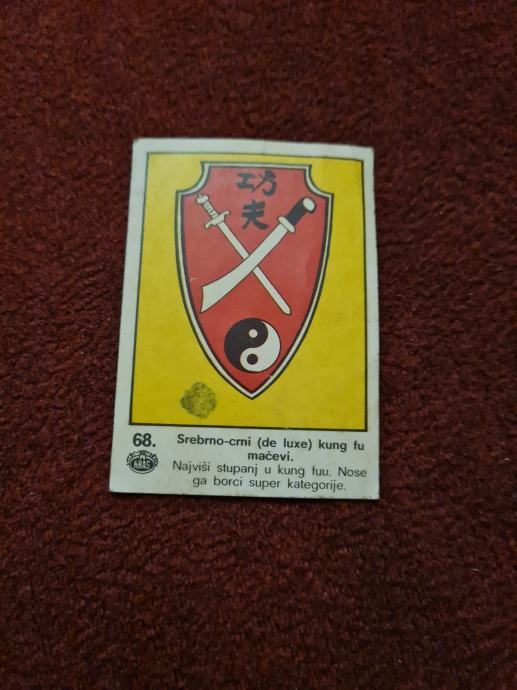 功
夫
68.
Srebrno-crni (de luxe) kung fu
mačevi.
KRAŠ
Najviši stupanj u kung fuu. Nose
ga borci super kategorije.